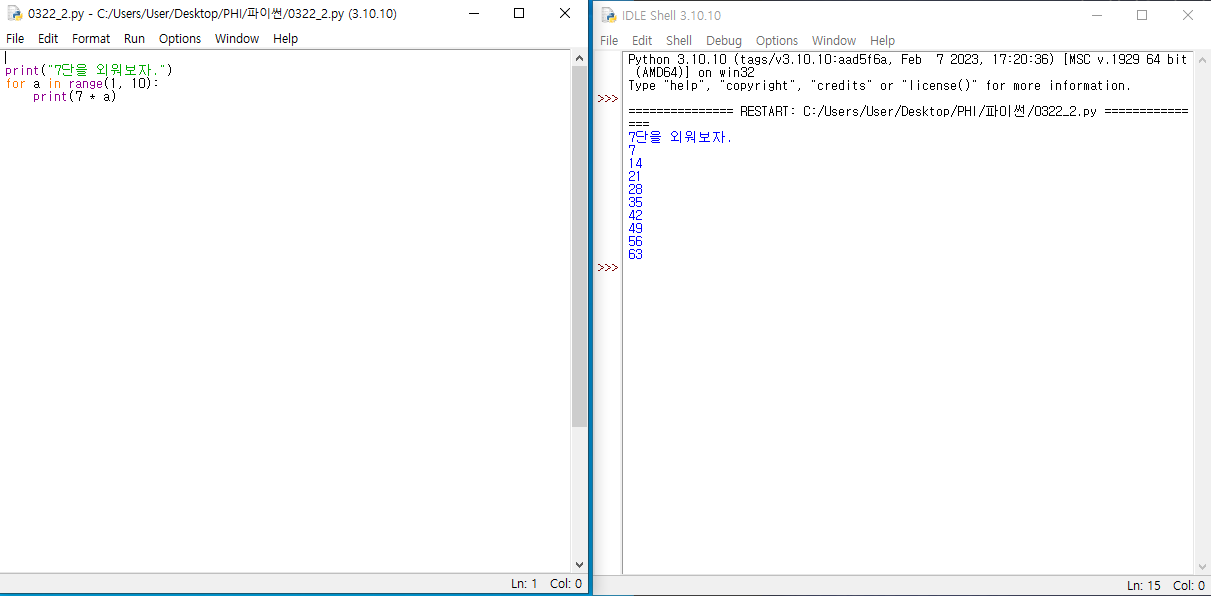 0322_2.py - C:/Users/User/Desktop/PHI/파이썬/0322_2.py (3.10.10)
File Edit Format Run Options Window Help
print("7단을 외워보자.")
for a in range(1, 10):
    print(7 * a)
Ln: 1 Col: 0
IDLE Shell 3.10.10
File Edit Shell Debug Options Window Help
Python 3.10.10 (tags/v3.10.10:aad5f6a, Feb  7 2023, 17:20:36) [MSC v.1929 64 bit
 (AMD64)] on win32
Type "help", "copyright", "credits" or "license()" for more information.
>>>
=============== RESTART: C:/Users/User/Desktop/PHI/파이썬/0322_2.py ============
===
7단을 외워보자.
7
14
21
28
35
42
49
56
63
>>>
Ln: 15 Col: 0